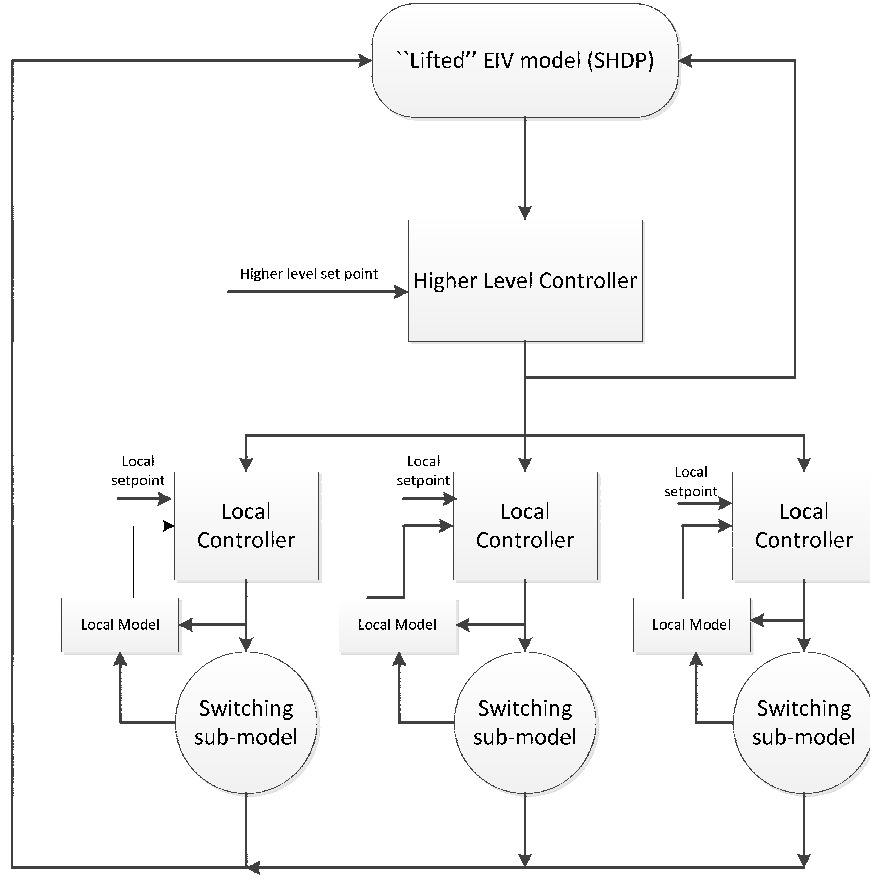 ``Lifted’’ EIV model (SHDP)
Higher level set point
Higher Level Controller
Local
setpoint
Local
Controller
Local
setpoint
Local
Controller
Local
setpoint
Local
Controller
Local Model
Local Model
Local Model
Switching
sub-model
Switching
sub-model
Switching
sub-model